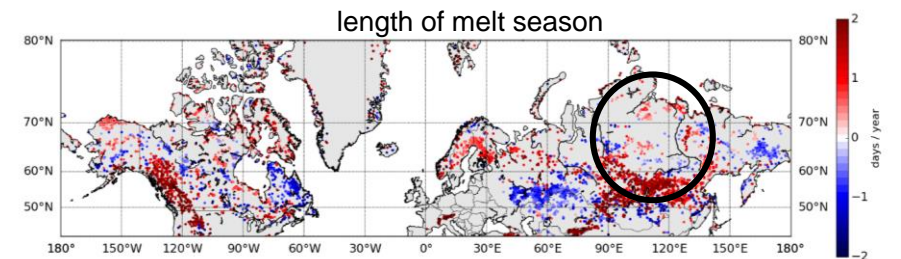 length of melt season
80°N 80°N 2
70°N 70°N 1
60°N 60°N 0
50°N 50°N −1
180° 150°W 120°W 90°W 60°W 30°W 0° 30°E 60°E 90°E 120°E 150°E 180° −2
days / year